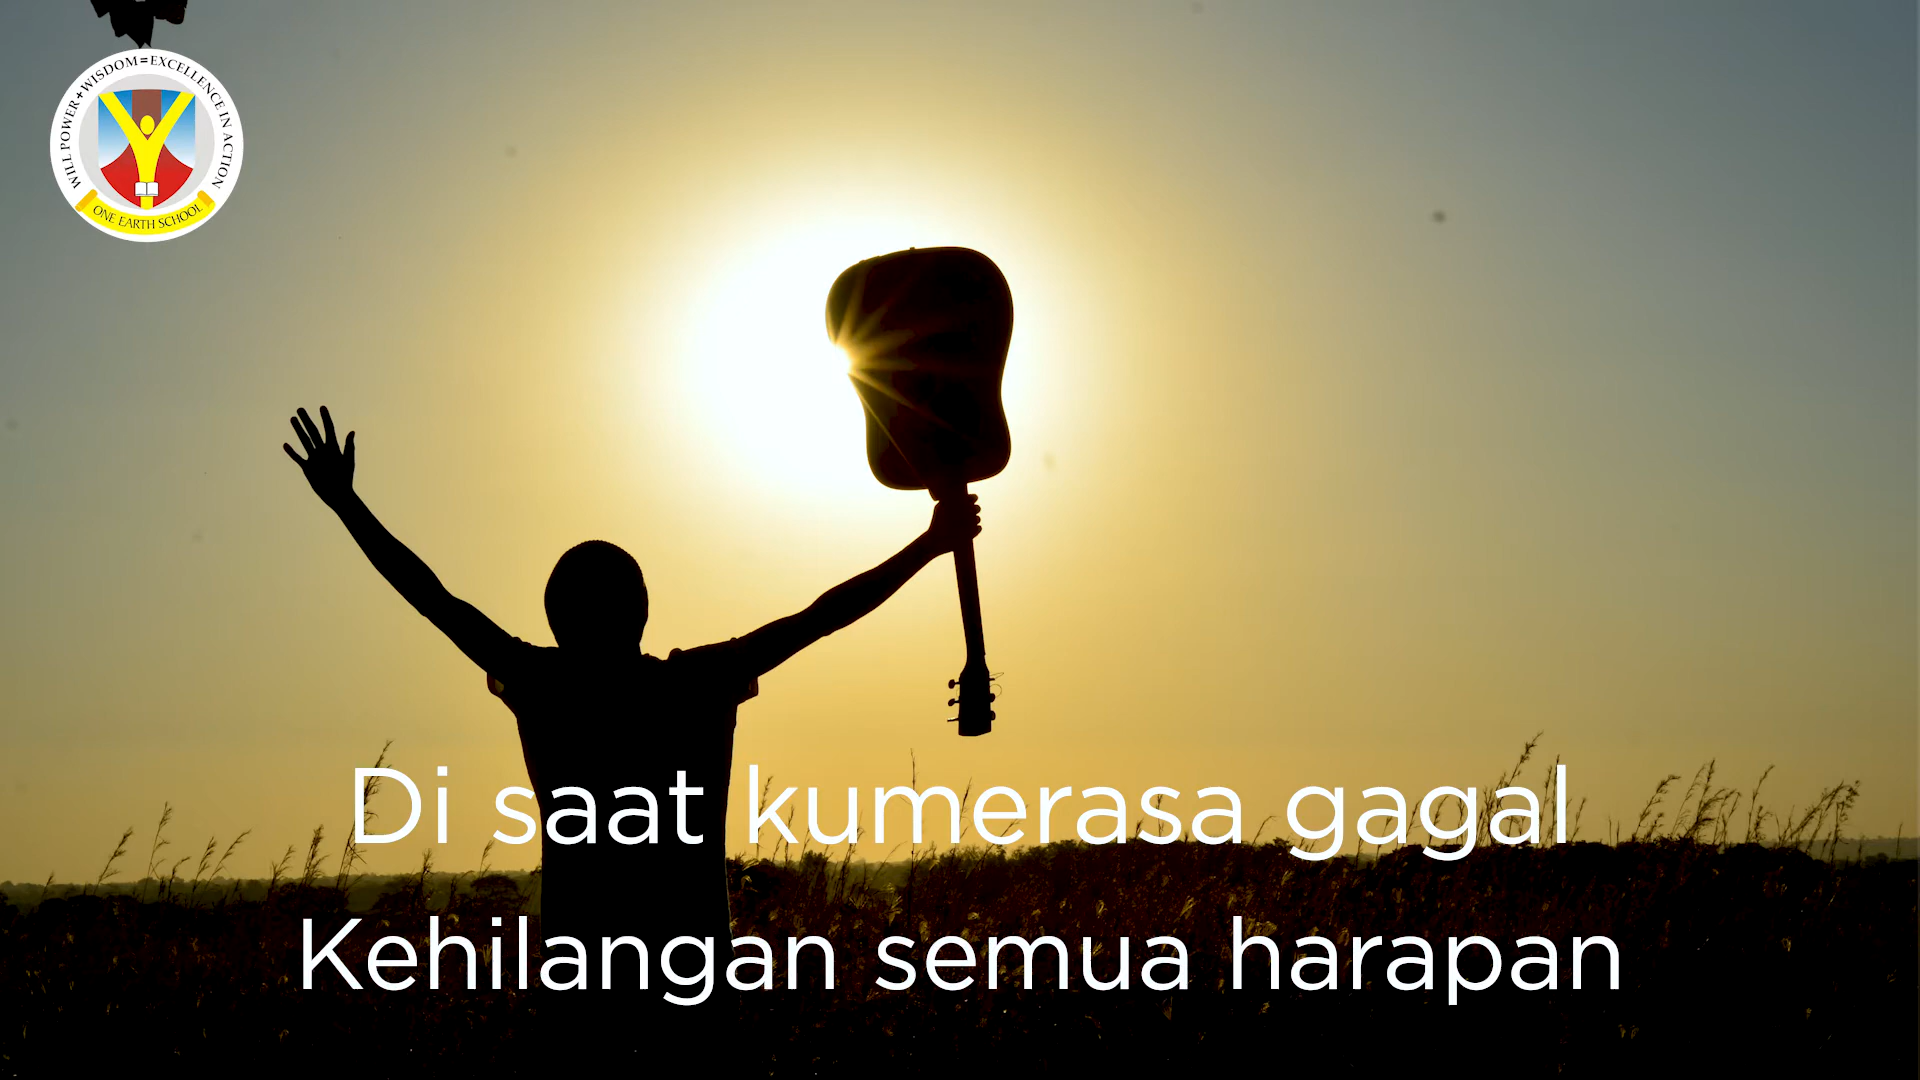 WILL POWER+WISDOM=EXCELLENCE IN ACTION
ONE EARTH SCHOOL
Di saat kumerasa gagal
Kehilangan semua harapan